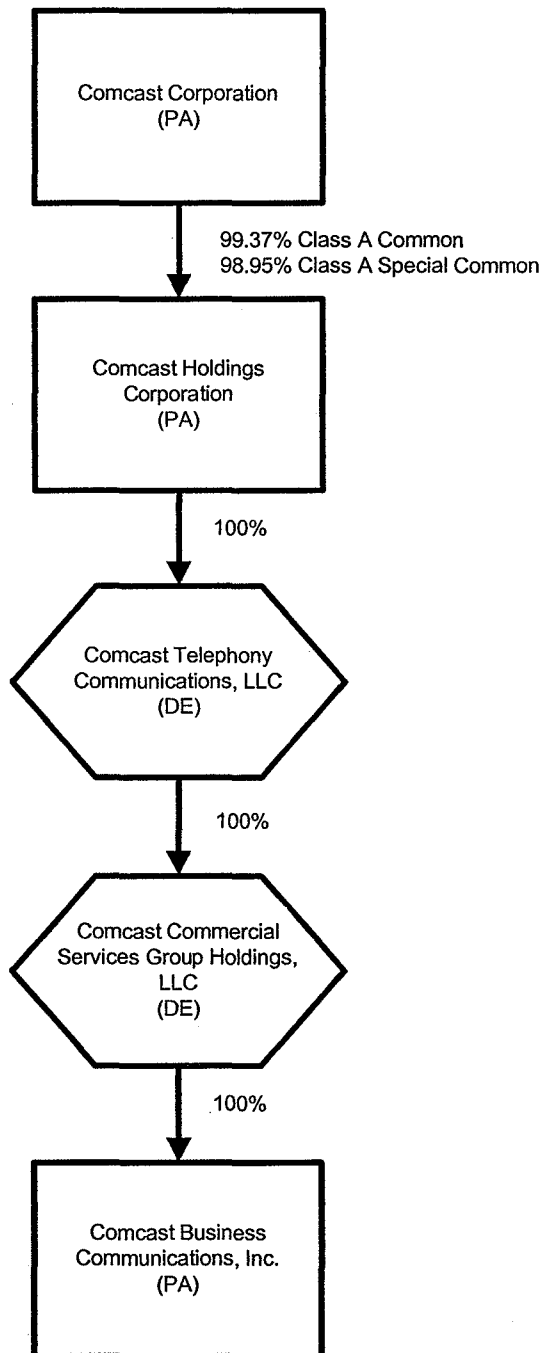 Comcast Corporation
(PA)
99.37% Class A Common
98.95% Class A Special Common
Comcast Holdings
Corporation
(PA)
100%
Comcast Telephony
Communications, LLC
(DE)
100%
Comcast Commercial
Services Group Holdings,
LLC
(DE)
100%
Comcast Business
Communications, Inc.
(PA)